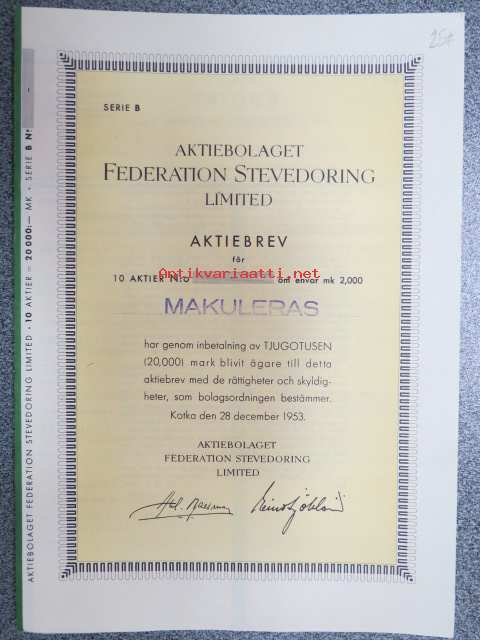 25,-
SERIE B
AKTIEBOLAGET
FEDERATION STEVEDORING
LIMITED
AKTIEBREV
för
10 AKTIER N:o om envar mk 2,000
Antikvariaatti.net
MAKULERAS
har genom inbetalning av TJUGOTUSEN
(20,000) mark blivit ägare till detta
aktiebrev med de rättigheter och skyldig-
heter, som bolagsordningen bestämmer.
Kotka den 28 december 1953.
AKTIEBOLAGET
FEDERATION STEVEDORING
LIMITED
AKTIEBOLAGET FEDERATION STEVEDORING LIMITED • 10 AKTIER = 20 000:— MK • SERIE B No -